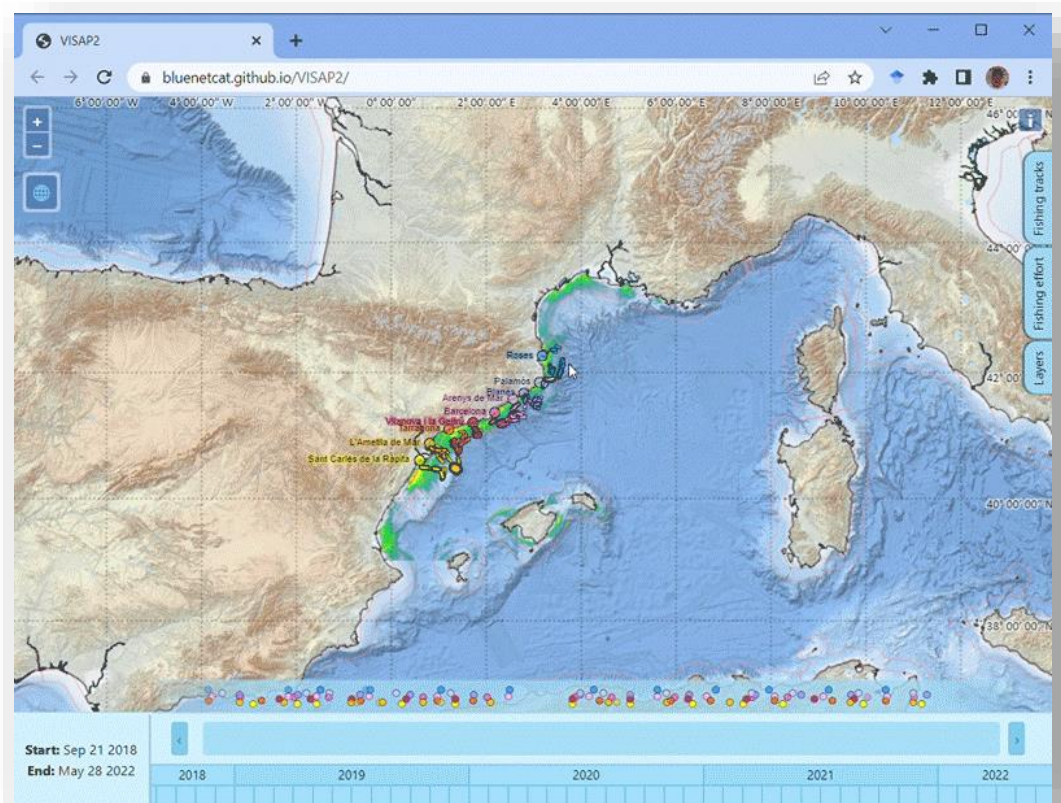 VISAP2
bluenetcat.github.io/VISAP2/
6° 00' 00" W 4° 00' 00" W 2° 00' 00" W 0° 00' 00" 2° 00' 00" E 4° 00' 00" E 6° 00' 00" E 8° 00' 00" E 10° 00' 00" E 12° 00' 00" E
46° 00' N
i
Fishing tracks
44° 00'
Fishing effort
Layers
Roses
42° 00'
Palamós
Blanes
Arenys de Mar
Barcelona
Vilanova i la Geltrú
Tarragona
L'Ametlla de Mar
Sant Carles de la Ràpita
40° 00' 00" N
38° 00' 00" N
Start: Sep 21 2018
End: May 28 2022
2018 2019 2020 2021 2022